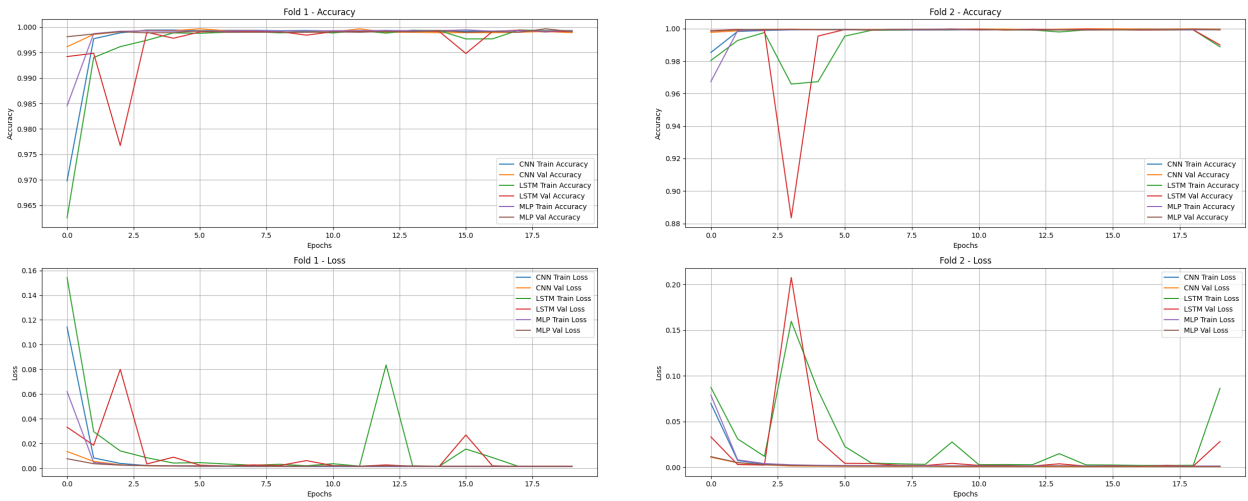 Fold 1 - Accuracy
1.000
0.995
0.990
0.985
0.980
0.975
0.970
0.965
Accuracy
CNN Train Accuracy
CNN Val Accuracy
LSTM Train Accuracy
LSTM Val Accuracy
MLP Train Accuracy
MLP Val Accuracy
0.0 2.5 5.0 7.5 10.0 12.5 15.0 17.5
Epochs
Fold 2 - Accuracy
1.00
0.98
0.96
0.94
0.92
0.90
0.88
Accuracy
CNN Train Accuracy
CNN Val Accuracy
LSTM Train Accuracy
LSTM Val Accuracy
MLP Train Accuracy
MLP Val Accuracy
0.0 2.5 5.0 7.5 10.0 12.5 15.0 17.5
Epochs
Fold 1 - Loss
0.16
0.14
0.12
0.10
0.08
0.06
0.04
0.02
0.00
Loss
CNN Train Loss
CNN Val Loss
LSTM Train Loss
LSTM Val Loss
MLP Train Loss
MLP Val Loss
0.0 2.5 5.0 7.5 10.0 12.5 15.0 17.5
Epochs
Fold 2 - Loss
0.20
0.15
0.10
0.05
0.00
Loss
CNN Train Loss
CNN Val Loss
LSTM Train Loss
LSTM Val Loss
MLP Train Loss
MLP Val Loss
0.0 2.5 5.0 7.5 10.0 12.5 15.0 17.5
Epochs